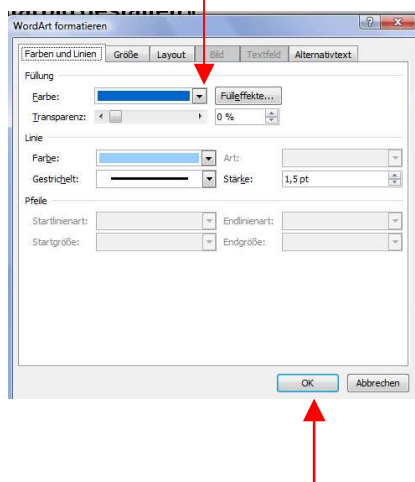 WordArt formatieren
Farben und Linien Größe Layout Bild Textfeld Alternativtext
Füllung
Farbe: Fülleffekte...
Transparenz: 0 %
Linie
Farbe: Art:
Gestrichelt: Stärke: 1,5 pt
Pfeile
Startlinienart: Endlinienart:
Startgröße: Endgröße:
OK Abbrechen